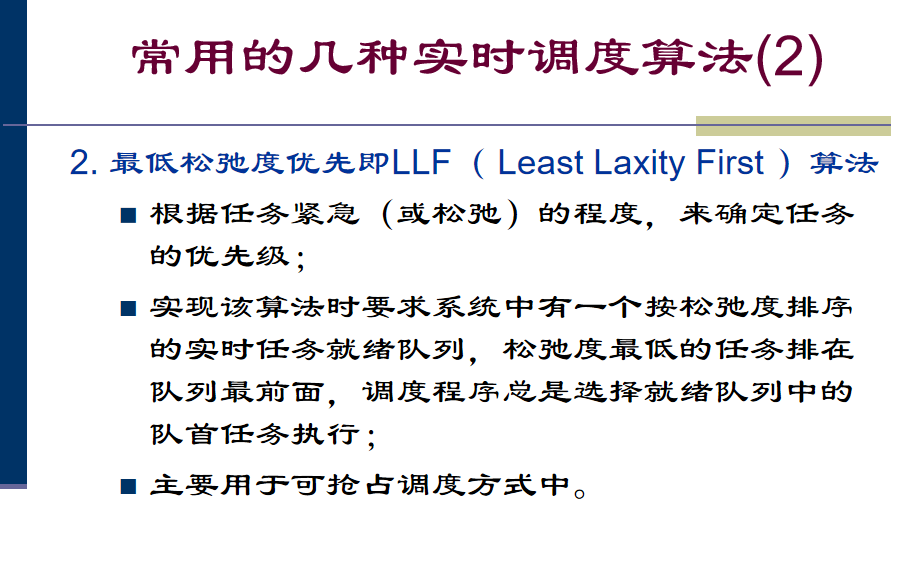 常用的几种实时调度算法(2)
2. 最低松弛度优先即LLF（Least Laxity First）算法
■ 根据任务紧急（或松弛）的程度，来确定任务
的优先级；
■ 实现该算法时要求系统中有一个按松弛度排序
的实时任务就绪队列，松弛度最低的任务排在
队列最前面，调度程序总是选择就绪队列中的
队首任务执行；
■ 主要用于可抢占调度方式中。